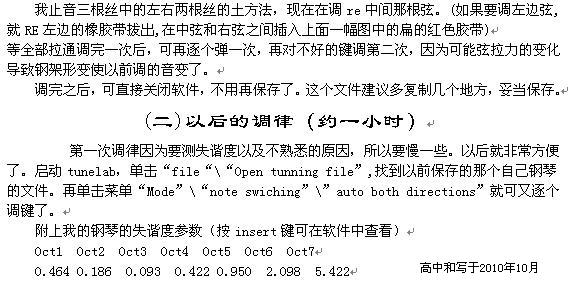 我止音三根丝中的左右两根丝的土方法，现在在调 re 中间那根弦。(如果要调左边弦,
就 RE 左边的橡胶带拔出,在中弦和右弦之间插入上面一幅图中的扁的红色胶带)
等全部拉通调完一次后，可再逐个弹一次，再对不好的键调第二次，因为可能弦拉力的变化
导致钢架形变使以前调的音变了。
调完之后，可直接关闭软件，不用再保存了。这个文件建议多复制几个地方，妥当保存。
(二)以后的调律（约一小时）
第一次调律因为要测失谐度以及不熟悉的原因，所以要慢一些。以后就非常方便
了。启动 tunelab，单击“file“\“Open tunning file”,找到以前保存的那个自己钢琴
的文件。再单击菜单“Mode”\“note swiching”\” auto both directions”就可又逐个
调键了。
附上我的钢琴的失谐度参数（按 insert 键可在软件中查看）
Oct1 Oct2 Oct3 Oct4 Oct5 Oct6 Oct7
0.464 0.186 0.093 0.422 0.950 2.098 5.422
高中和写于2010年10月